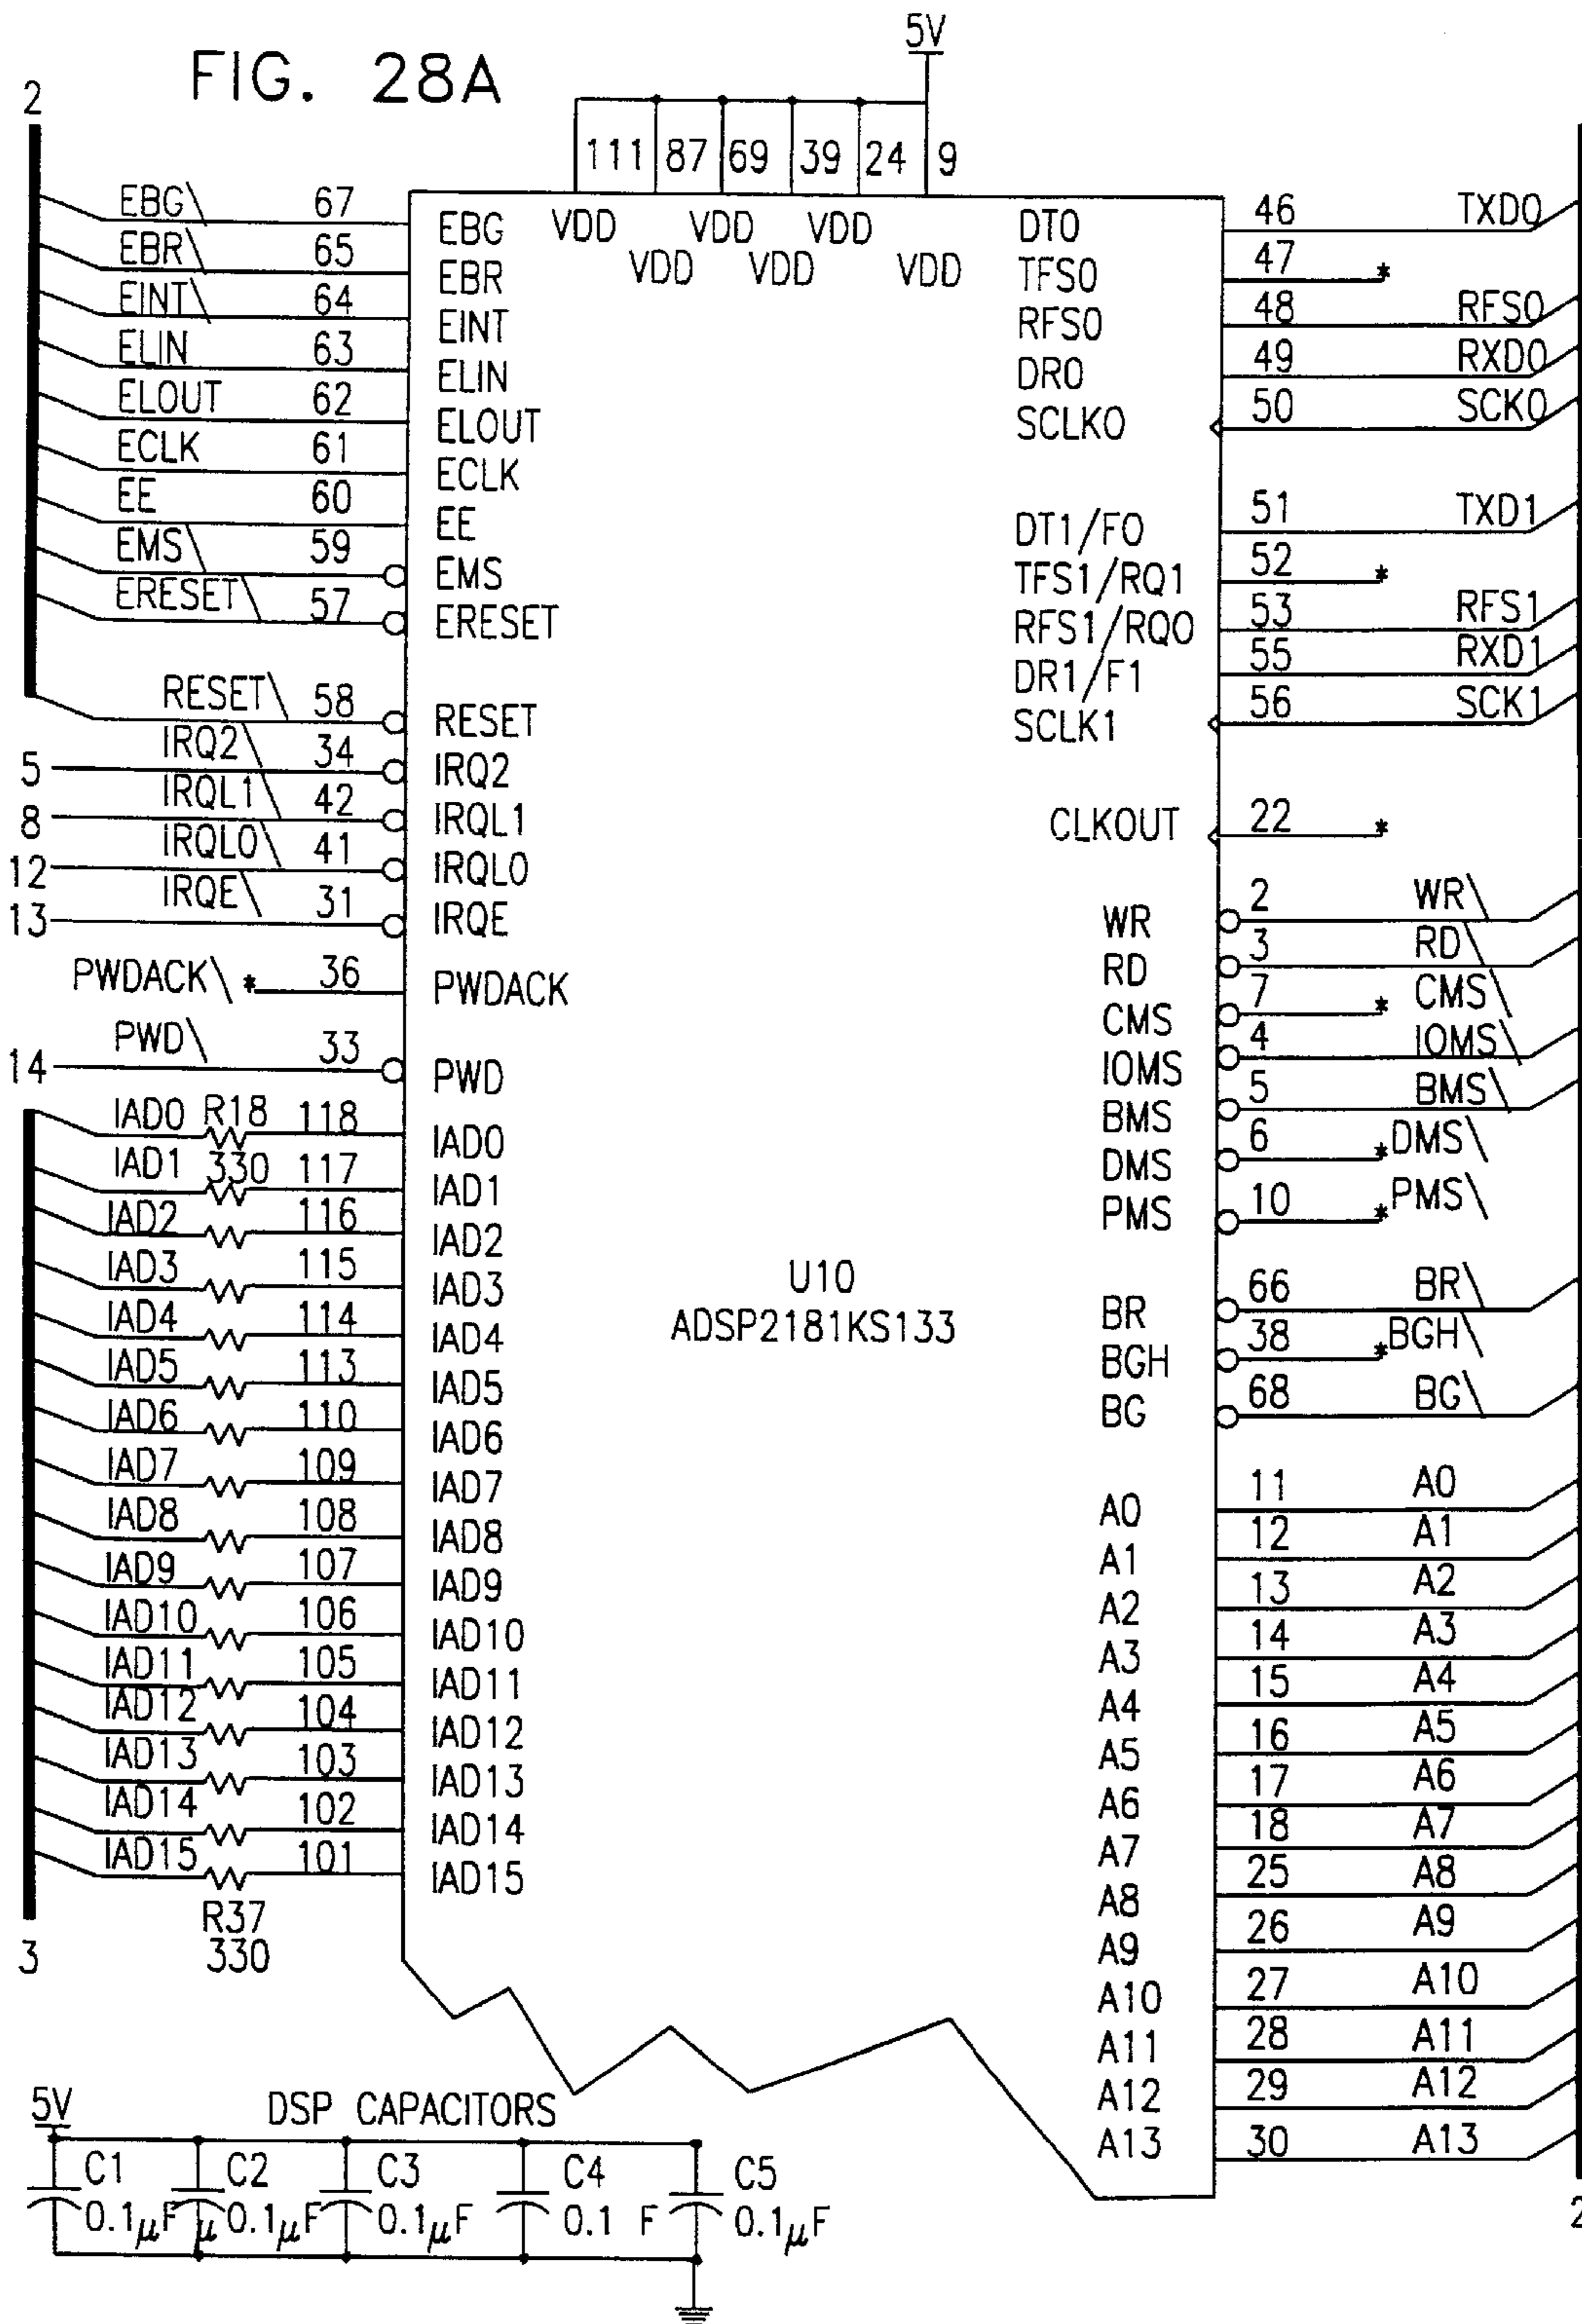 FIG. 28A
5V
2
111 87 69 39 24 9
EBG\ 67 EBG VDD VDD VDD DT0 46 TXD0
VDD VDD VDD
EBR\ 65 EBR TFS0 47 *
EINT\ 64 EINT RFS0 48 RFS0
ELIN 63 ELIN DR0 49 RXD0
ELOUT 62 ELOUT SCLK0 50 SCK0
ECLK 61 ECLK
EE 60 EE DT1/F0 51 TXD1
EMS\ 59 EMS TFS1/RQ1 52 *
ERESET\ 57 ERESET RFS1/RQ0 53 RFS1
DR1/F1 55 RXD1
RESET\ 58 RESET SCLK1 56 SCK1
5 IRQ2\ 34 IRQ2
8 IRQL1\ 42 IRQL1 CLKOUT 22 *
12 IRQL0\ 41 IRQL0
13 IRQE\ 31 IRQE WR 2 WR\
PWDACK\ * 36 PWDACK RD 3 RD\
CMS 7 * CMS\
14 PWD\ 33 PWD IOMS 4 IOMS\
IAD0 R18 118 IAD0 BMS 5 BMS\
330
IAD1 117 IAD1 DMS 6 * DMS\
IAD2 116 IAD2 PMS 10 * PMS\
IAD3 115 IAD3
U10
ADSP2181KS133
IAD4 114 IAD4 BR 66 BR\
IAD5 113 IAD5 BGH 38 * BGH\
IAD6 110 IAD6 BG 68 BG\
IAD7 109 IAD7
IAD8 108 IAD8 A0 11 A0
IAD9 107 IAD9 A1 12 A1
IAD10 106 IAD10 A2 13 A2
IAD11 105 IAD11 A3 14 A3
IAD12 104 IAD12 A4 15 A4
IAD13 103 IAD13 A5 16 A5
IAD14 102 IAD14 A6 17 A6
IAD15 101 IAD15 A7 18 A7
R37
330
3
A8 25 A8
A9 26 A9
A10 27 A10
A11 28 A11
A12 29 A12
A13 30 A13
2
5V DSP CAPACITORS
C1 C2 C3 C4 C5
0.1μF μ 0.1μF 0.1μF 0.1 F 0.1μF